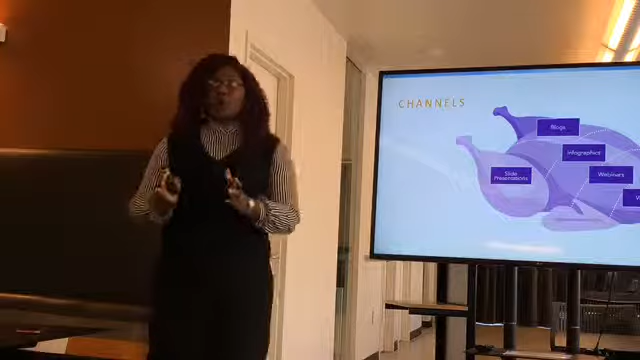 CHANNELS
Blogs
Infographics
Slide
Presentations
Webinars